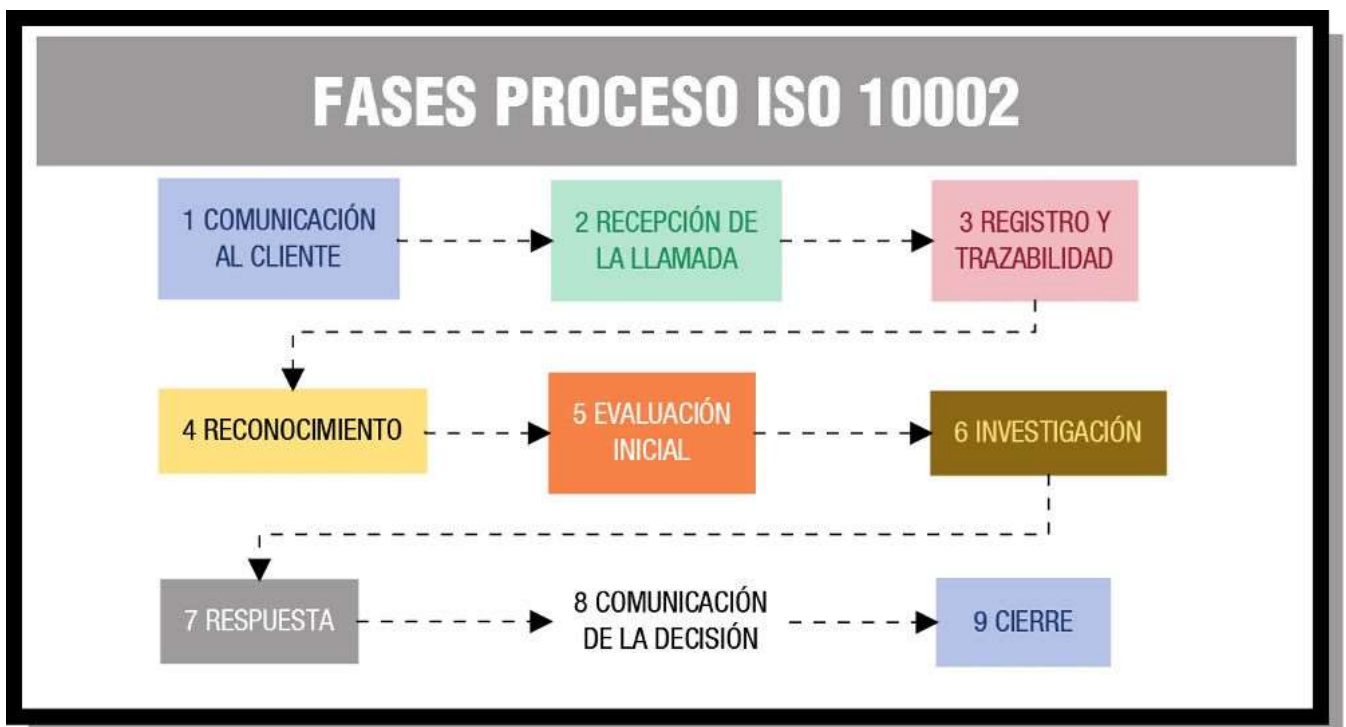 FASES PROCESO ISO 10002
1 COMUNICACIÓN
AL CLIENTE
2 RECEPCIÓN DE
LA LLAMADA
3 REGISTRO Y
TRAZABILIDAD
4 RECONOCIMIENTO
5 EVALUACIÓN
INICIAL
6 INVESTIGACIÓN
7 RESPUESTA
8 COMUNICACIÓN
DE LA DECISIÓN
9 CIERRE